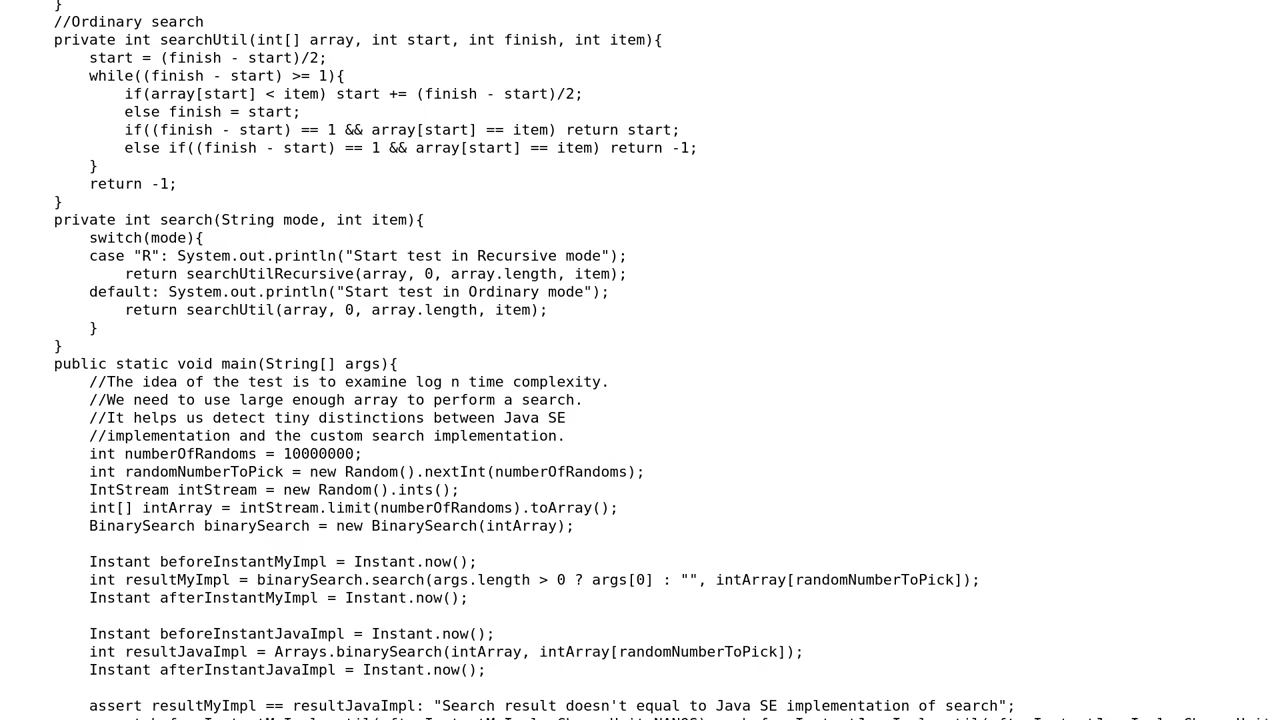 }
//Ordinary search
private int searchUtil(int[] array, int start, int finish, int item){
start = (finish - start)/2;
while((finish - start) >= 1){
if(array[start] < item) start += (finish - start)/2;
else finish = start;
if((finish - start) == 1 && array[start] == item) return start;
else if((finish - start) == 1 && array[start] == item) return -1;
}
return -1;
}
private int search(String mode, int item){
switch(mode){
case "R": System.out.println("Start test in Recursive mode");
return searchUtilRecursive(array, 0, array.length, item);
default: System.out.println("Start test in Ordinary mode");
return searchUtil(array, 0, array.length, item);
}
}
public static void main(String[] args){
//The idea of the test is to examine log n time complexity.
//We need to use large enough array to perform a search.
//It helps us detect tiny distinctions between Java SE
//implementation and the custom search implementation.
int numberOfRandoms = 10000000;
int randomNumberToPick = new Random().nextInt(numberOfRandoms);
IntStream intStream = new Random().ints();
int[] intArray = intStream.limit(numberOfRandoms).toArray();
BinarySearch binarySearch = new BinarySearch(intArray);
Instant beforeInstantMyImpl = Instant.now();
int resultMyImpl = binarySearch.search(args.length > 0 ? args[0] : "", intArray[randomNumberToPick]);
Instant afterInstantMyImpl = Instant.now();
Instant beforeInstantJavaImpl = Instant.now();
int resultJavaImpl = Arrays.binarySearch(intArray, intArray[randomNumberToPick]);
Instant afterInstantJavaImpl = Instant.now();
assert resultMyImpl == resultJavaImpl: "Search result doesn't equal to Java SE implementation of search";